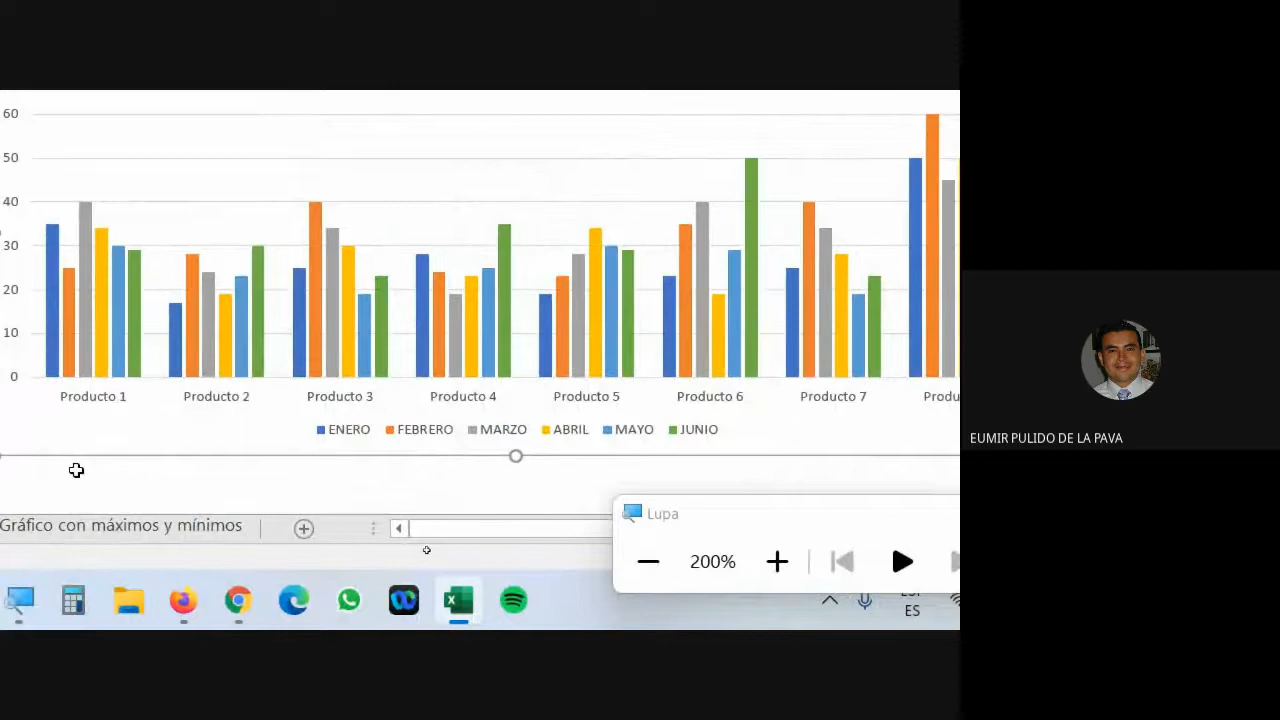 60
50
40
30
20
10
0
Producto 1 Producto 2 Producto 3 Producto 4 Producto 5 Producto 6 Producto 7 Produ
ENERO FEBRERO MARZO ABRIL MAYO JUNIO
EUMIR PULIDO DE LA PAVA
Gráfico con máximos y mínimos
Lupa
200%
ES